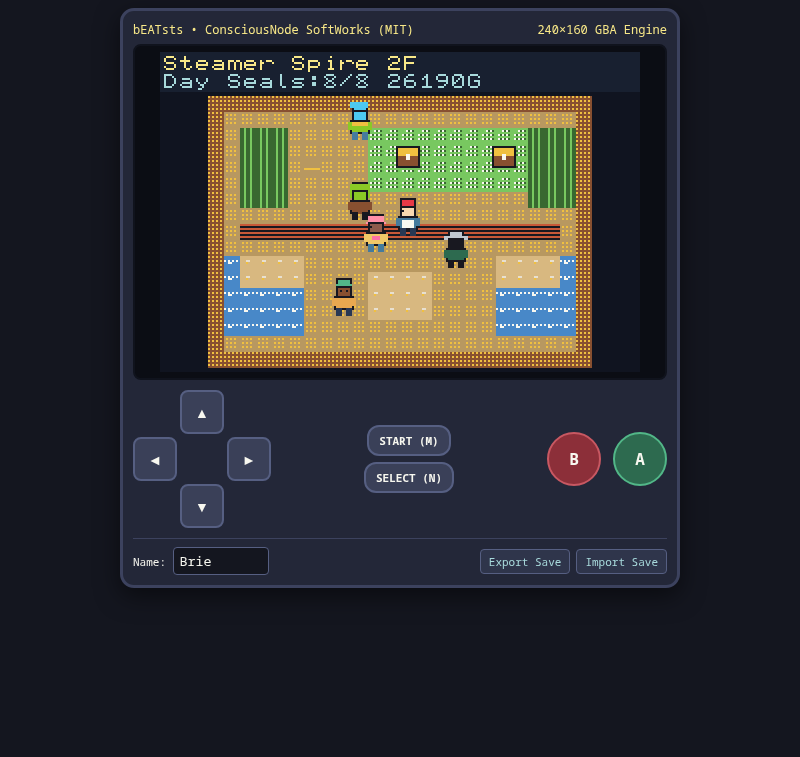 bEATsts • ConsciousNode SoftWorks (MIT)
240×160 GBA Engine
Steamer Spire 2F
Day Seals:8/8 26190G
▲
◀
▶
▼
START (M)
SELECT (N)
B
A
Name:
Brie
Export Save
Import Save